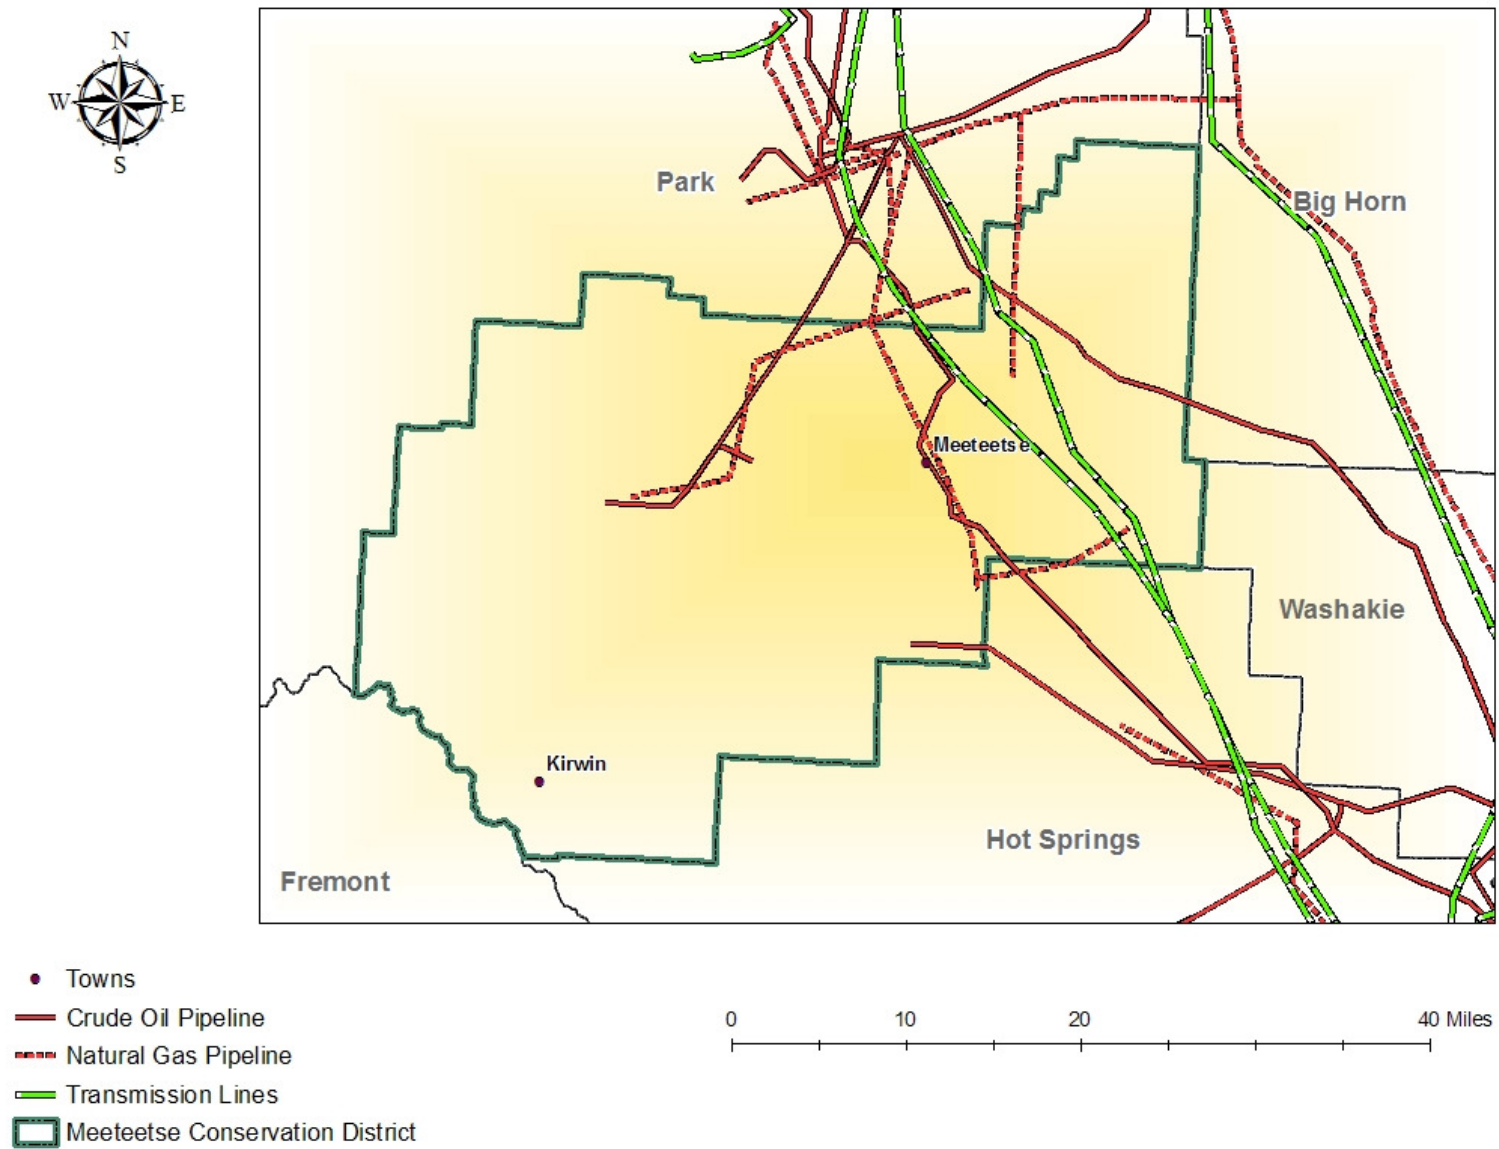 N
W E
S
Park
Big Horn
Meeteetse
Washakie
Kirwin
Hot Springs
Fremont
Towns
Crude Oil Pipeline
Natural Gas Pipeline
Transmission Lines
Meeteetse Conservation District
0 10 20 40 Miles